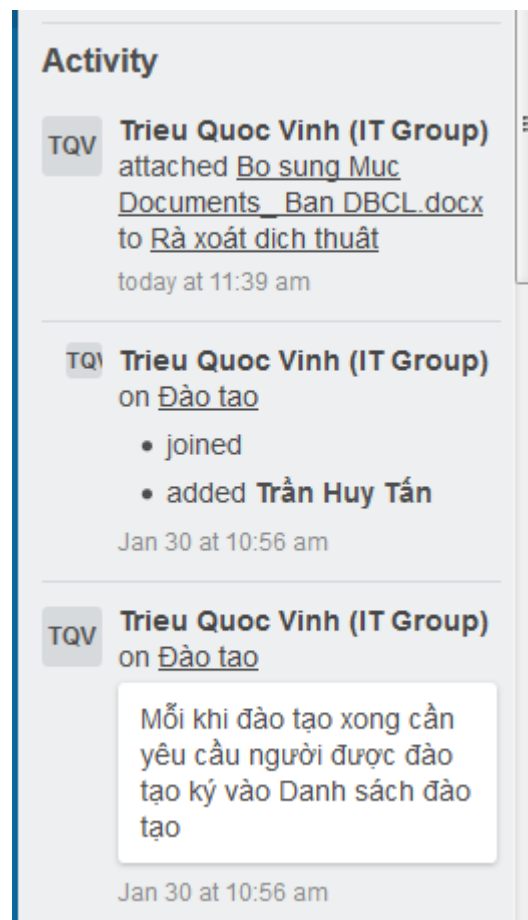 Activity
TQV
Trieu Quoc Vinh (IT Group)
attached Bo sung Muc
Documents_ Ban DBCL.docx
to Rà xoát dich thuât
today at 11:39 am
TQV
Trieu Quoc Vinh (IT Group)
on Đào tao
• joined
• added Trần Huy Tấn
Jan 30 at 10:56 am
TQV
Trieu Quoc Vinh (IT Group)
on Đào tao
Mỗi khi đào tạo xong cần
yêu cầu người được đào
tạo ký vào Danh sách đào
tạo
Jan 30 at 10:56 am